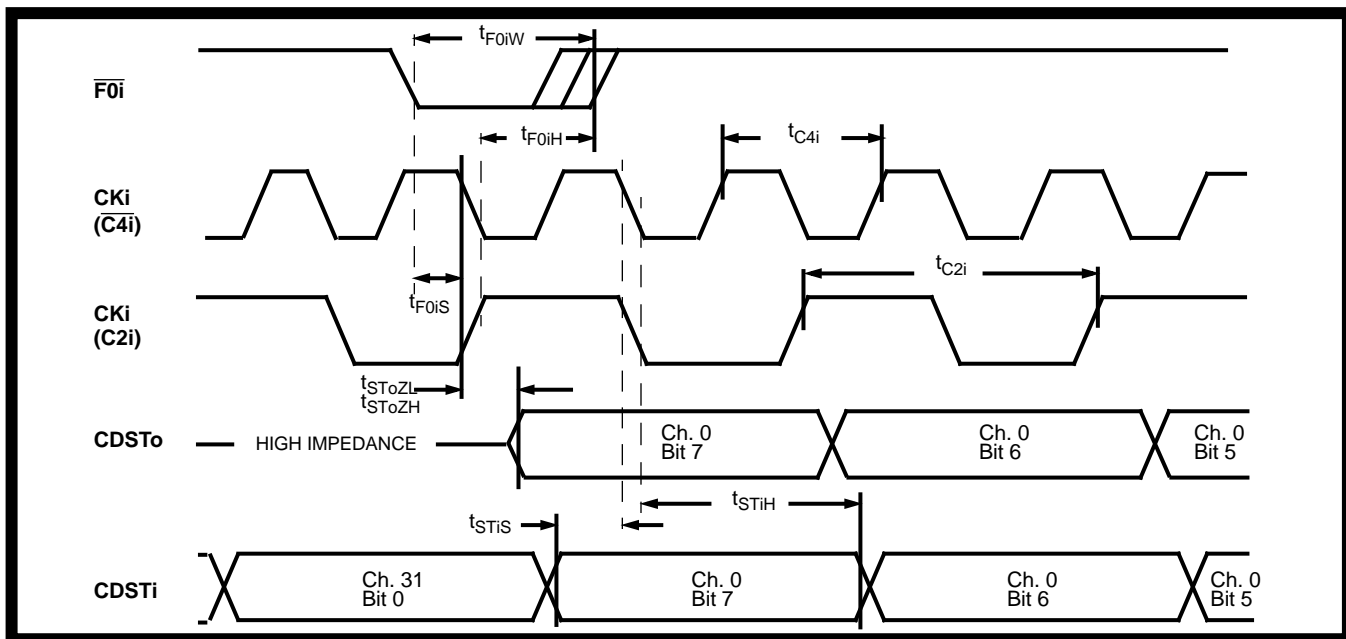 tF0iW
F0i
tF0iH
tC4i
CKi
(C4i)
tC2i
tF0iS
CKi
(C2i)
tSToZL
tSToZH
CDSTo
HIGH IMPEDANCE
Ch. 0
Bit 7
Ch. 0
Bit 6
Ch. 0
Bit 5
tSTiH
tSTiS
CDSTi
Ch. 31
Bit 0
Ch. 0
Bit 7
Ch. 0
Bit 6
Ch. 0
Bit 5